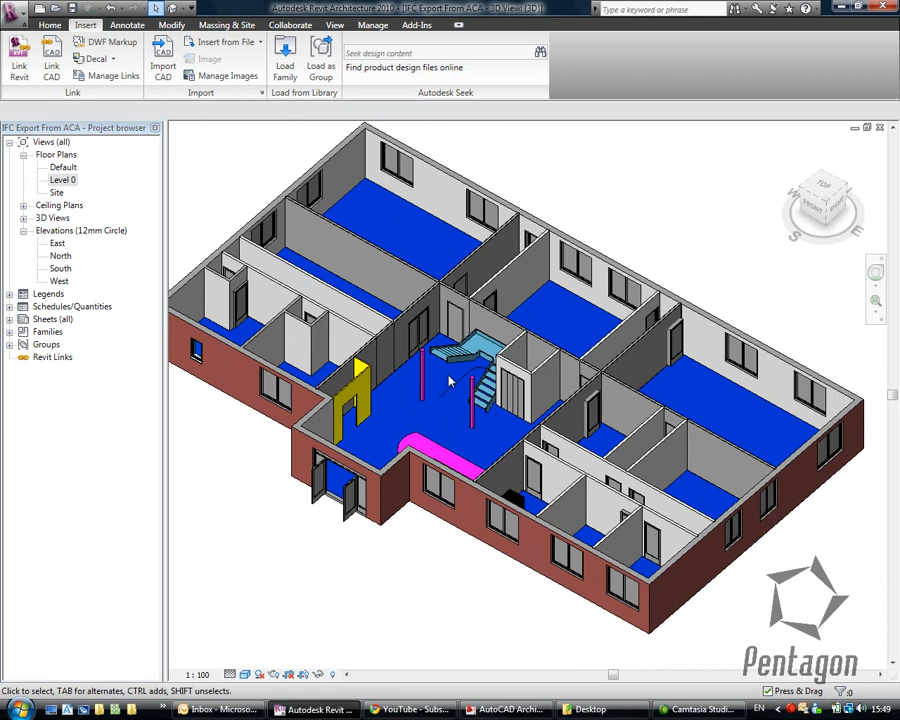 Autodesk Revit Architecture 2010 - [IFC Export From ACA - 3D View: {3D}]
Type a keyword or phrase
Home Insert Annotate Modify Massing & Site Collaborate View Manage Add-Ins
Link Revit
Link CAD
DWF Markup
Decal
Manage Links
Link
Import CAD
Insert from File
Image
Manage Images
Import
Load Family
Load as Group
Load from Library
Seek design content
Find product design files online
Autodesk Seek
IFC Export From ACA - Project browser
Views (all)
Floor Plans
Default
Level 0
Site
Ceiling Plans
3D Views
Elevations (12mm Circle)
East
North
South
West
Legends
Schedules/Quantities
Sheets (all)
Families
Groups
Revit Links
TOP
FRONT
RIGHT
W
S
E
Pentagon
1 : 100
Click to select, TAB for alternates, CTRL adds, SHIFT unselects.
Press & Drag
:0
Inbox - Microso...
Autodesk Revit ...
YouTube - Subs...
AutoCAD Archi...
Desktop
Camtasia Studi...
EN
15:49